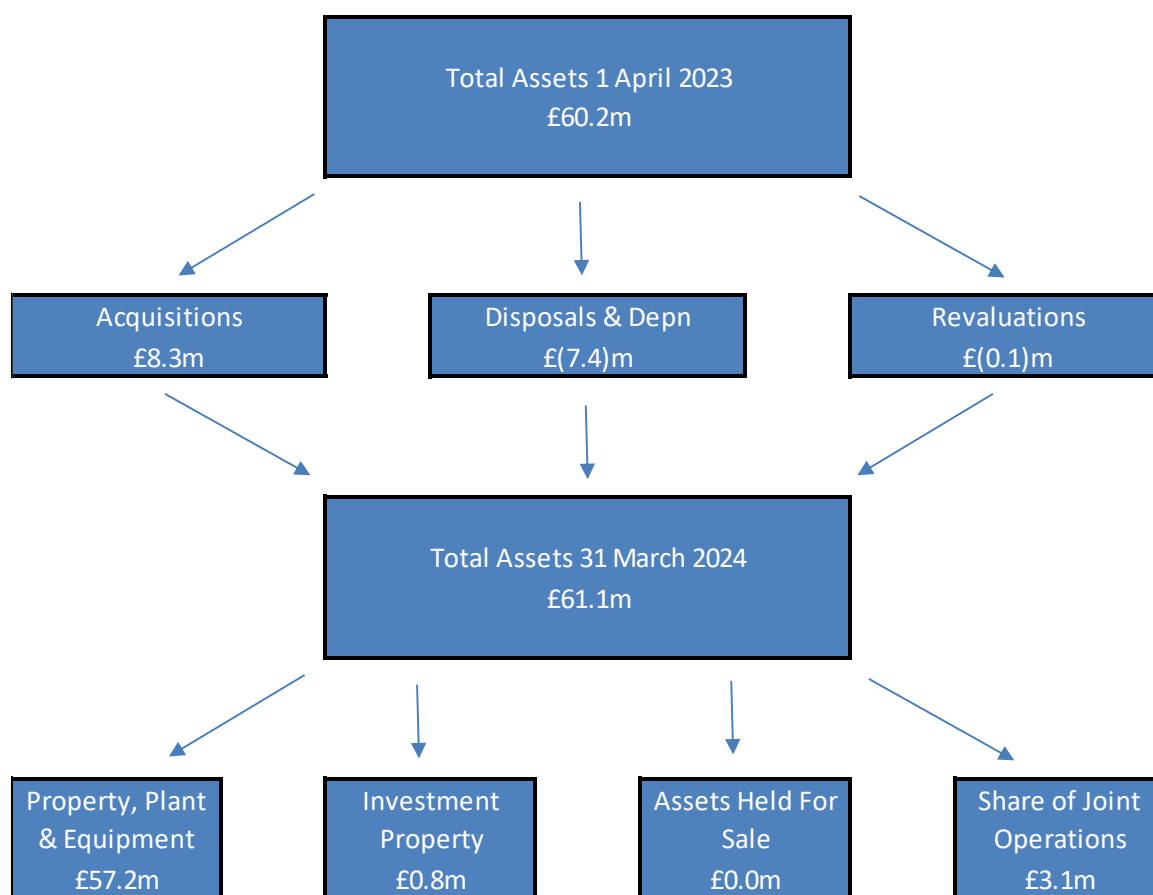 Total Assets 1 April 2023
£60.2m
Acquisitions
£8.3m
Disposals & Depn
£(7.4)m
Revaluations
£(0.1)m
Total Assets 31 March 2024
£61.1m
Property, Plant
& Equipment
£57.2m
Investment
Property
£0.8m
Assets Held For
Sale
£0.0m
Share of Joint
Operations
£3.1m